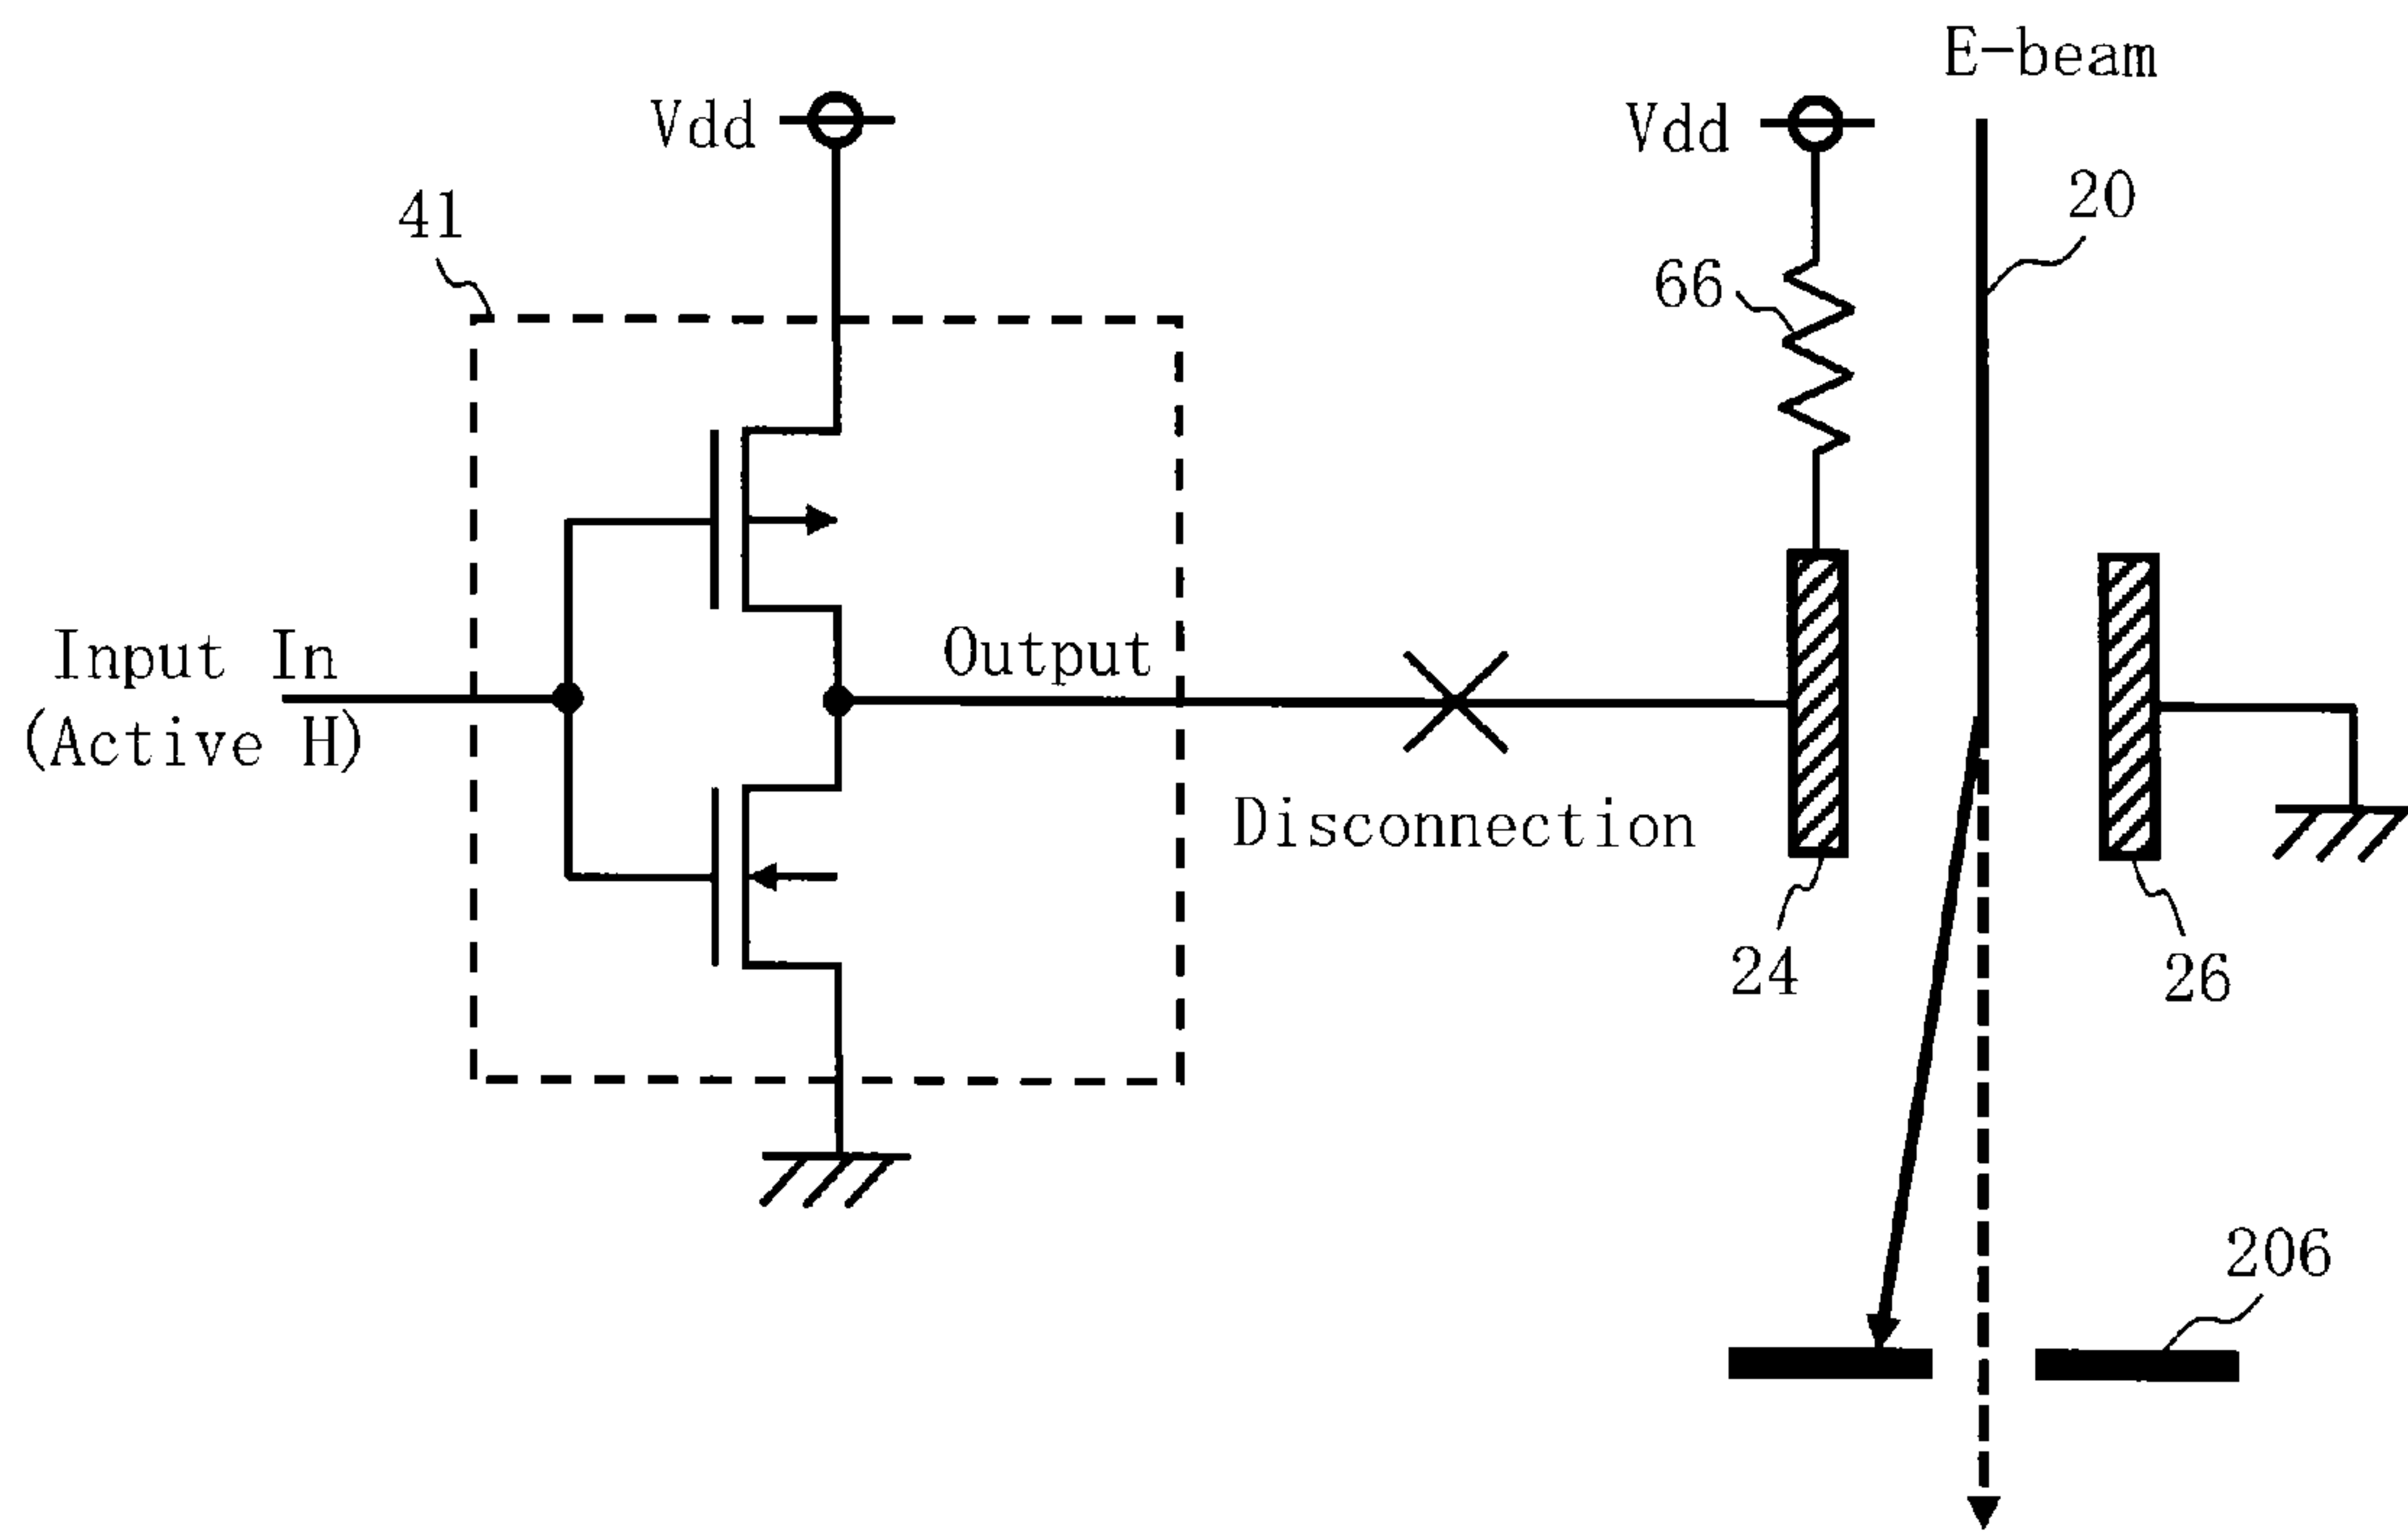 E-beam
Vdd
Vdd
41
20
66
Input In
(Active H)
Output
Disconnection
24
26
206